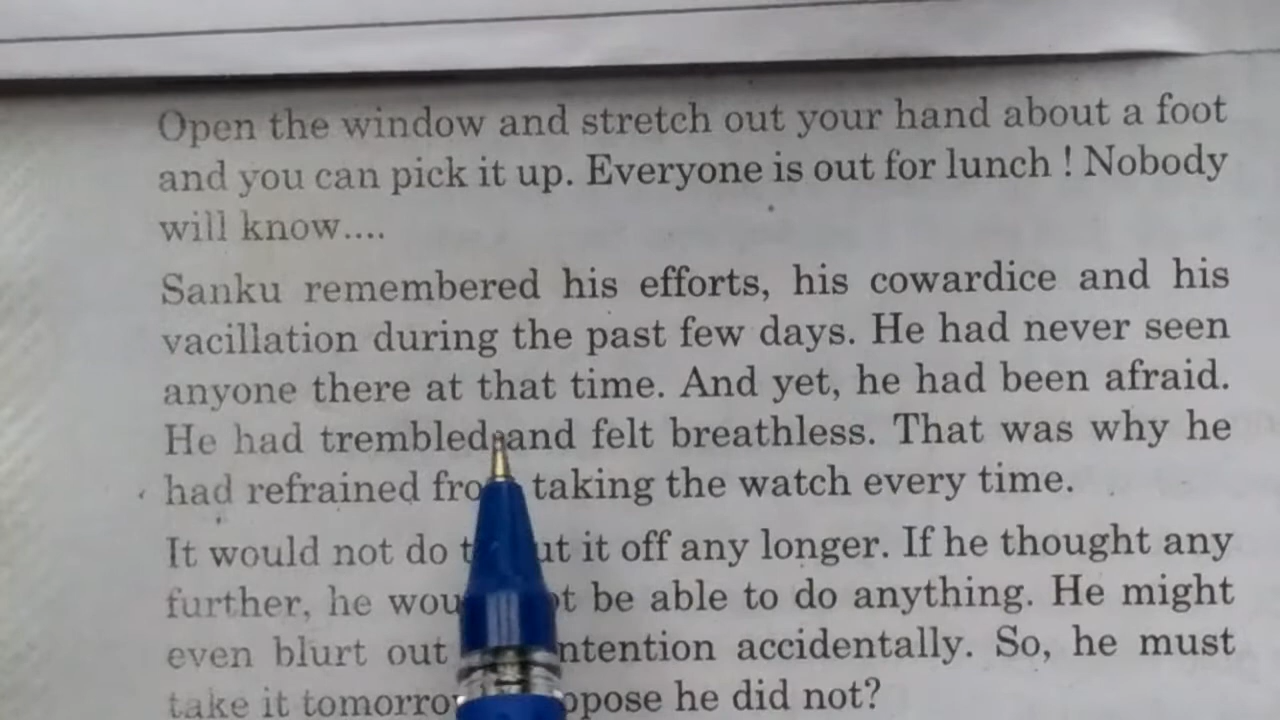 Open the window and stretch out your hand about a foot
and you can pick it up. Everyone is out for lunch ! Nobody
will know....
Sanku remembered his efforts, his cowardice and his
vacillation during the past few days. He had never seen
anyone there at that time. And yet, he had been afraid.
He had trembled and felt breathless. That was why he
had refrained taking the watch every time.
It would not do it off any longer. If he thought any
further, he be able to do anything. He might
even blurt out accidentally. So, he must
take it he did not?